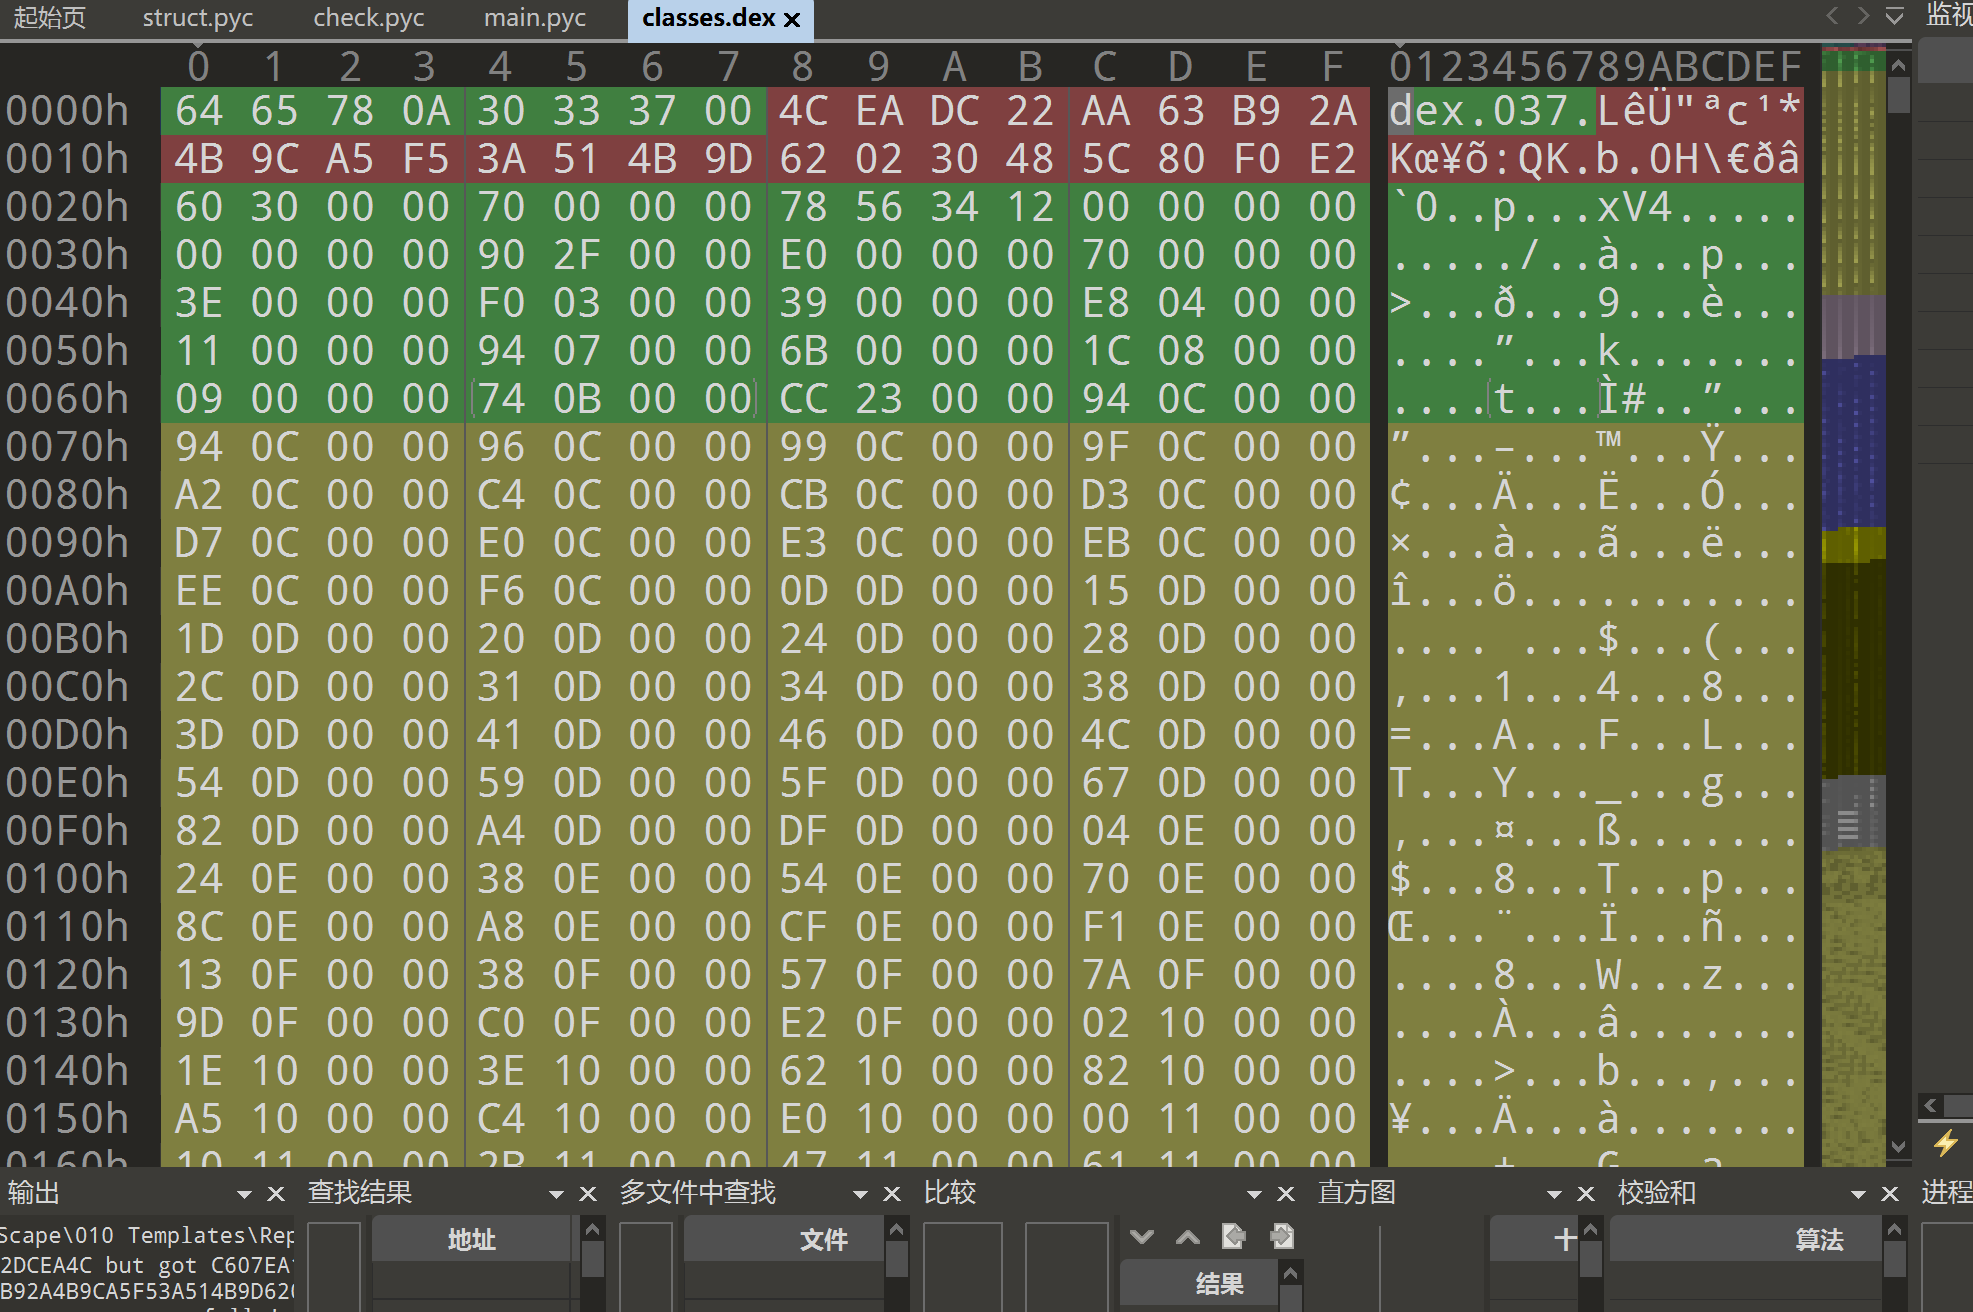 起始页 struct.pyc check.pyc main.pyc classes.dex × 监视
0 1 2 3 4 5 6 7 8 9 A B C D E F 0123456789ABCDEF
0000h 64 65 78 0A 30 33 37 00 4C EA DC 22 AA 63 B9 2A dex.037.LêÜ"ªc¹*
0010h 4B 9C A5 F5 3A 51 4B 9D 62 02 30 48 5C 80 F0 E2 Kœ¥õ:QK.b.0H\€ðâ
0020h 60 30 00 00 70 00 00 00 78 56 34 12 00 00 00 00 `0..p...xV4.....
0030h 00 00 00 00 90 2F 00 00 E0 00 00 00 70 00 00 00 ...../..à...p...
0040h 3E 00 00 00 F0 03 00 00 39 00 00 00 E8 04 00 00 >...ð...9...è...
0050h 11 00 00 00 94 07 00 00 6B 00 00 00 1C 08 00 00 ....”...k.......
0060h 09 00 00 00 74 0B 00 00 CC 23 00 00 94 0C 00 00 ....t...Ì#..”...
0070h 94 0C 00 00 96 0C 00 00 99 0C 00 00 9F 0C 00 00 ”...–...™...Ÿ...
0080h A2 0C 00 00 C4 0C 00 00 CB 0C 00 00 D3 0C 00 00 ¢...Ä...Ë...Ó...
0090h D7 0C 00 00 E0 0C 00 00 E3 0C 00 00 EB 0C 00 00 ×...à...ã...ë...
00A0h EE 0C 00 00 F6 0C 00 00 0D 0D 00 00 15 0D 00 00 î...ö...........
00B0h 1D 0D 00 00 20 0D 00 00 24 0D 00 00 28 0D 00 00 .... ...$...(...
00C0h 2C 0D 00 00 31 0D 00 00 34 0D 00 00 38 0D 00 00 ,...1...4...8...
00D0h 3D 0D 00 00 41 0D 00 00 46 0D 00 00 4C 0D 00 00 =...A...F...L...
00E0h 54 0D 00 00 59 0D 00 00 5F 0D 00 00 67 0D 00 00 T...Y..._...g...
00F0h 82 0D 00 00 A4 0D 00 00 DF 0D 00 00 04 0E 00 00 ‚...¤...ß.......
0100h 24 0E 00 00 38 0E 00 00 54 0E 00 00 70 0E 00 00 $...8...T...p...
0110h 8C 0E 00 00 A8 0E 00 00 CF 0E 00 00 F1 0E 00 00 Œ...¨...Ï...ñ...
0120h 13 0F 00 00 38 0F 00 00 57 0F 00 00 7A 0F 00 00 ....8...W...z...
0130h 9D 0F 00 00 C0 0F 00 00 E2 0F 00 00 02 10 00 00 ....À...â.......
0140h 1E 10 00 00 3E 10 00 00 62 10 00 00 82 10 00 00 ....>...b...‚...
0150h A5 10 00 00 C4 10 00 00 E0 10 00 00 00 11 00 00 ¥...Ä...à.......
0160h 10 11 00 00 2B 11 00 00 47 11 00 00 61 11 00 00 ....+...G...a...
输出 × 查找结果 × 多文件中查找 × 比较 × 直方图 × 校验和 × 进程
Scape\010 Templates\Rep 地址 文件 + 算法
2DCEA4C but got C607EA
B92A4B9CA5F53A514B9D62 结果